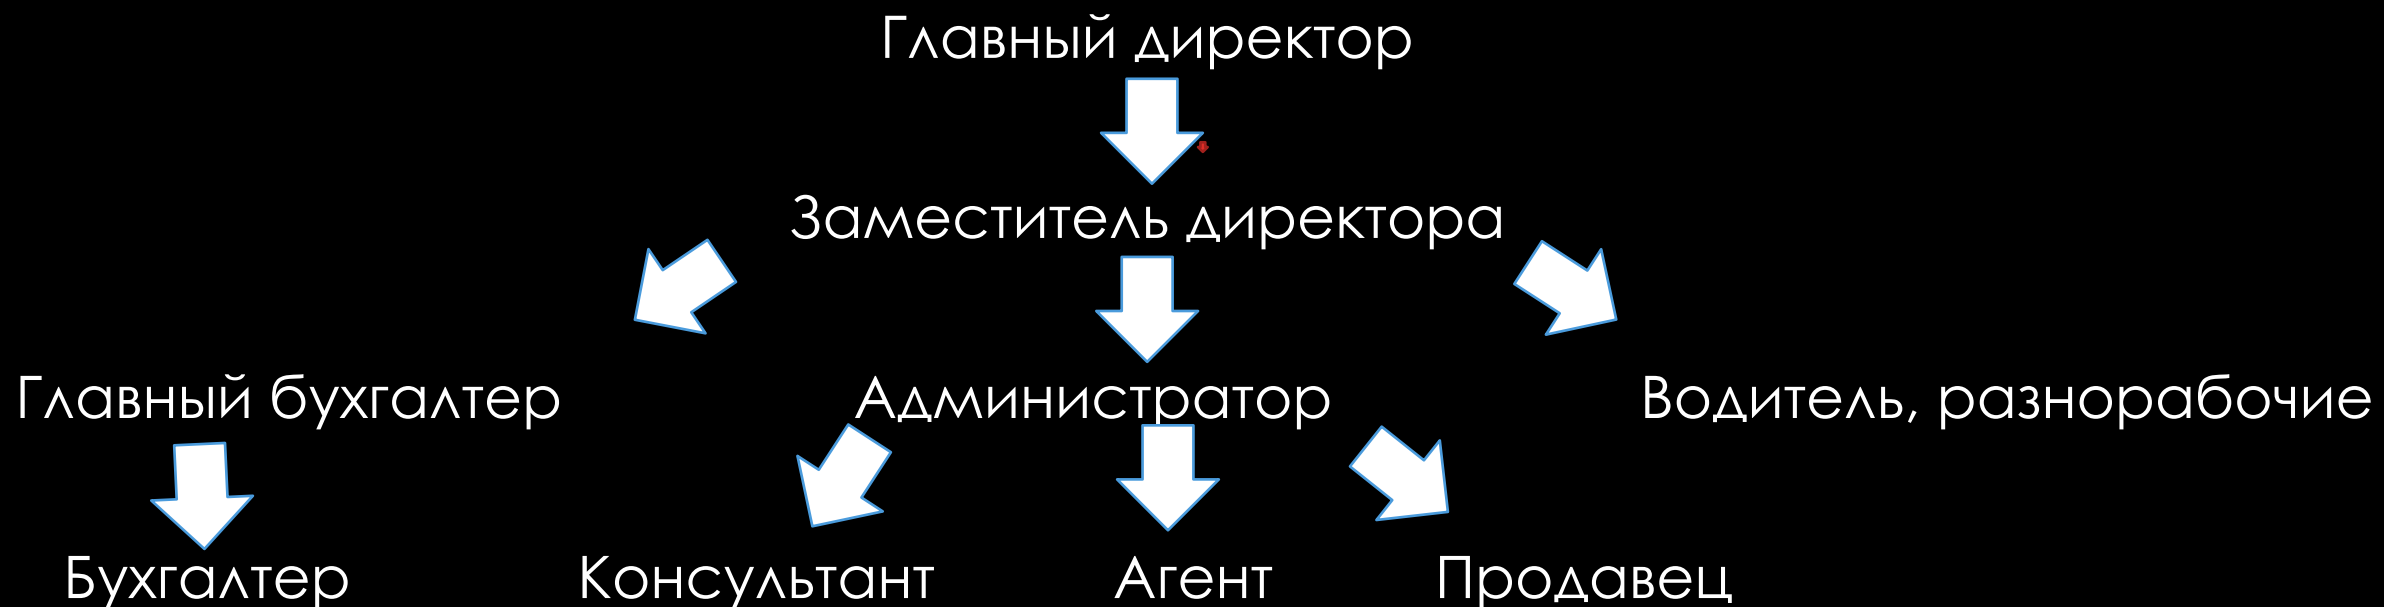 Главный директор
Заместитель директора
Главный бухгалтер
Администратор
Водитель, разнорабочие
Бухгалтер
Консультант
Агент
Продавец